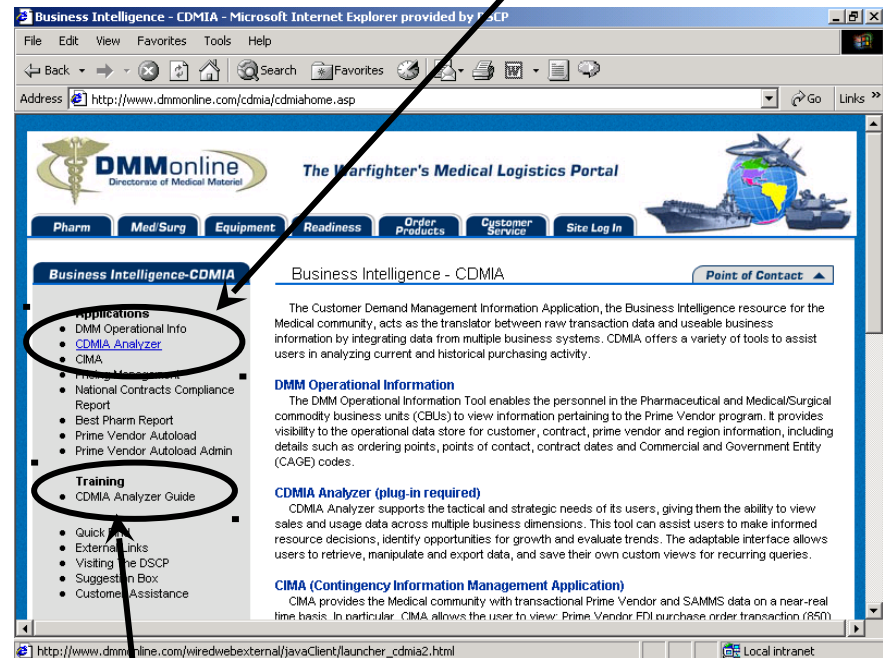 Business Intelligence - CDMIA - Microsoft Internet Explorer provided by DSCP
File Edit View Favorites Tools Help
Back Search Favorites
Address http://www.dmmonline.com/cdmia/cdmiahome.asp Go Links »
DMMonline
Directorate of Medical Materiel
The Warfighter's Medical Logistics Portal
Pharm Med/Surg Equipment Readiness Order Products Customer Service Site Log In
Business Intelligence-CDMIA
Applications
DMM Operational Info
CDMIA Analyzer
CIMA
Pricing Management
National Contracts Compliance
Report
Best Pharm Report
Prime Vendor Autoload
Prime Vendor Autoload Admin
Training
CDMIA Analyzer Guide
Quick Find
External Links
Visiting the DSCP
Suggestion Box
Customer Assistance
Business Intelligence - CDMIA
Point of Contact
The Customer Demand Management Information Application, the Business Intelligence resource for the
Medical community, acts as the translator between raw transaction data and useable business
information by integrating data from multiple business systems. CDMIA offers a variety of tools to assist
users in analyzing current and historical purchasing activity.
DMM Operational Information
The DMM Operational Information Tool enables the personnel in the Pharmaceutical and Medical/Surgical
commodity business units (CBUs) to view information pertaining to the Prime Vendor program. It provides
visibility to the operational data store for customer, contract, prime vendor and region information, including
details such as ordering points, points of contact, contract dates and Commercial and Government Entity
(CAGE) codes.
CDMIA Analyzer (plug-in required)
CDMIA Analyzer supports the tactical and strategic needs of its users, giving them the ability to view
sales and usage data across multiple business dimensions. This tool can assist users to make informed
resource decisions, identify opportunities for growth and evaluate trends. The adaptable interface allows
users to retrieve, manipulate and export data, and save their own custom views for recurring queries.
CIMA (Contingency Information Management Application)
CIMA provides the Medical community with transactional Prime Vendor and SAMMS data on a near-real
time basis. In particular, CIMA allows the user to view: Prime Vendor EDI purchase order transaction (850)
http://www.dmmonline.com/wiredwebexternal/javaClient/launcher_cdmia2.html Local intranet